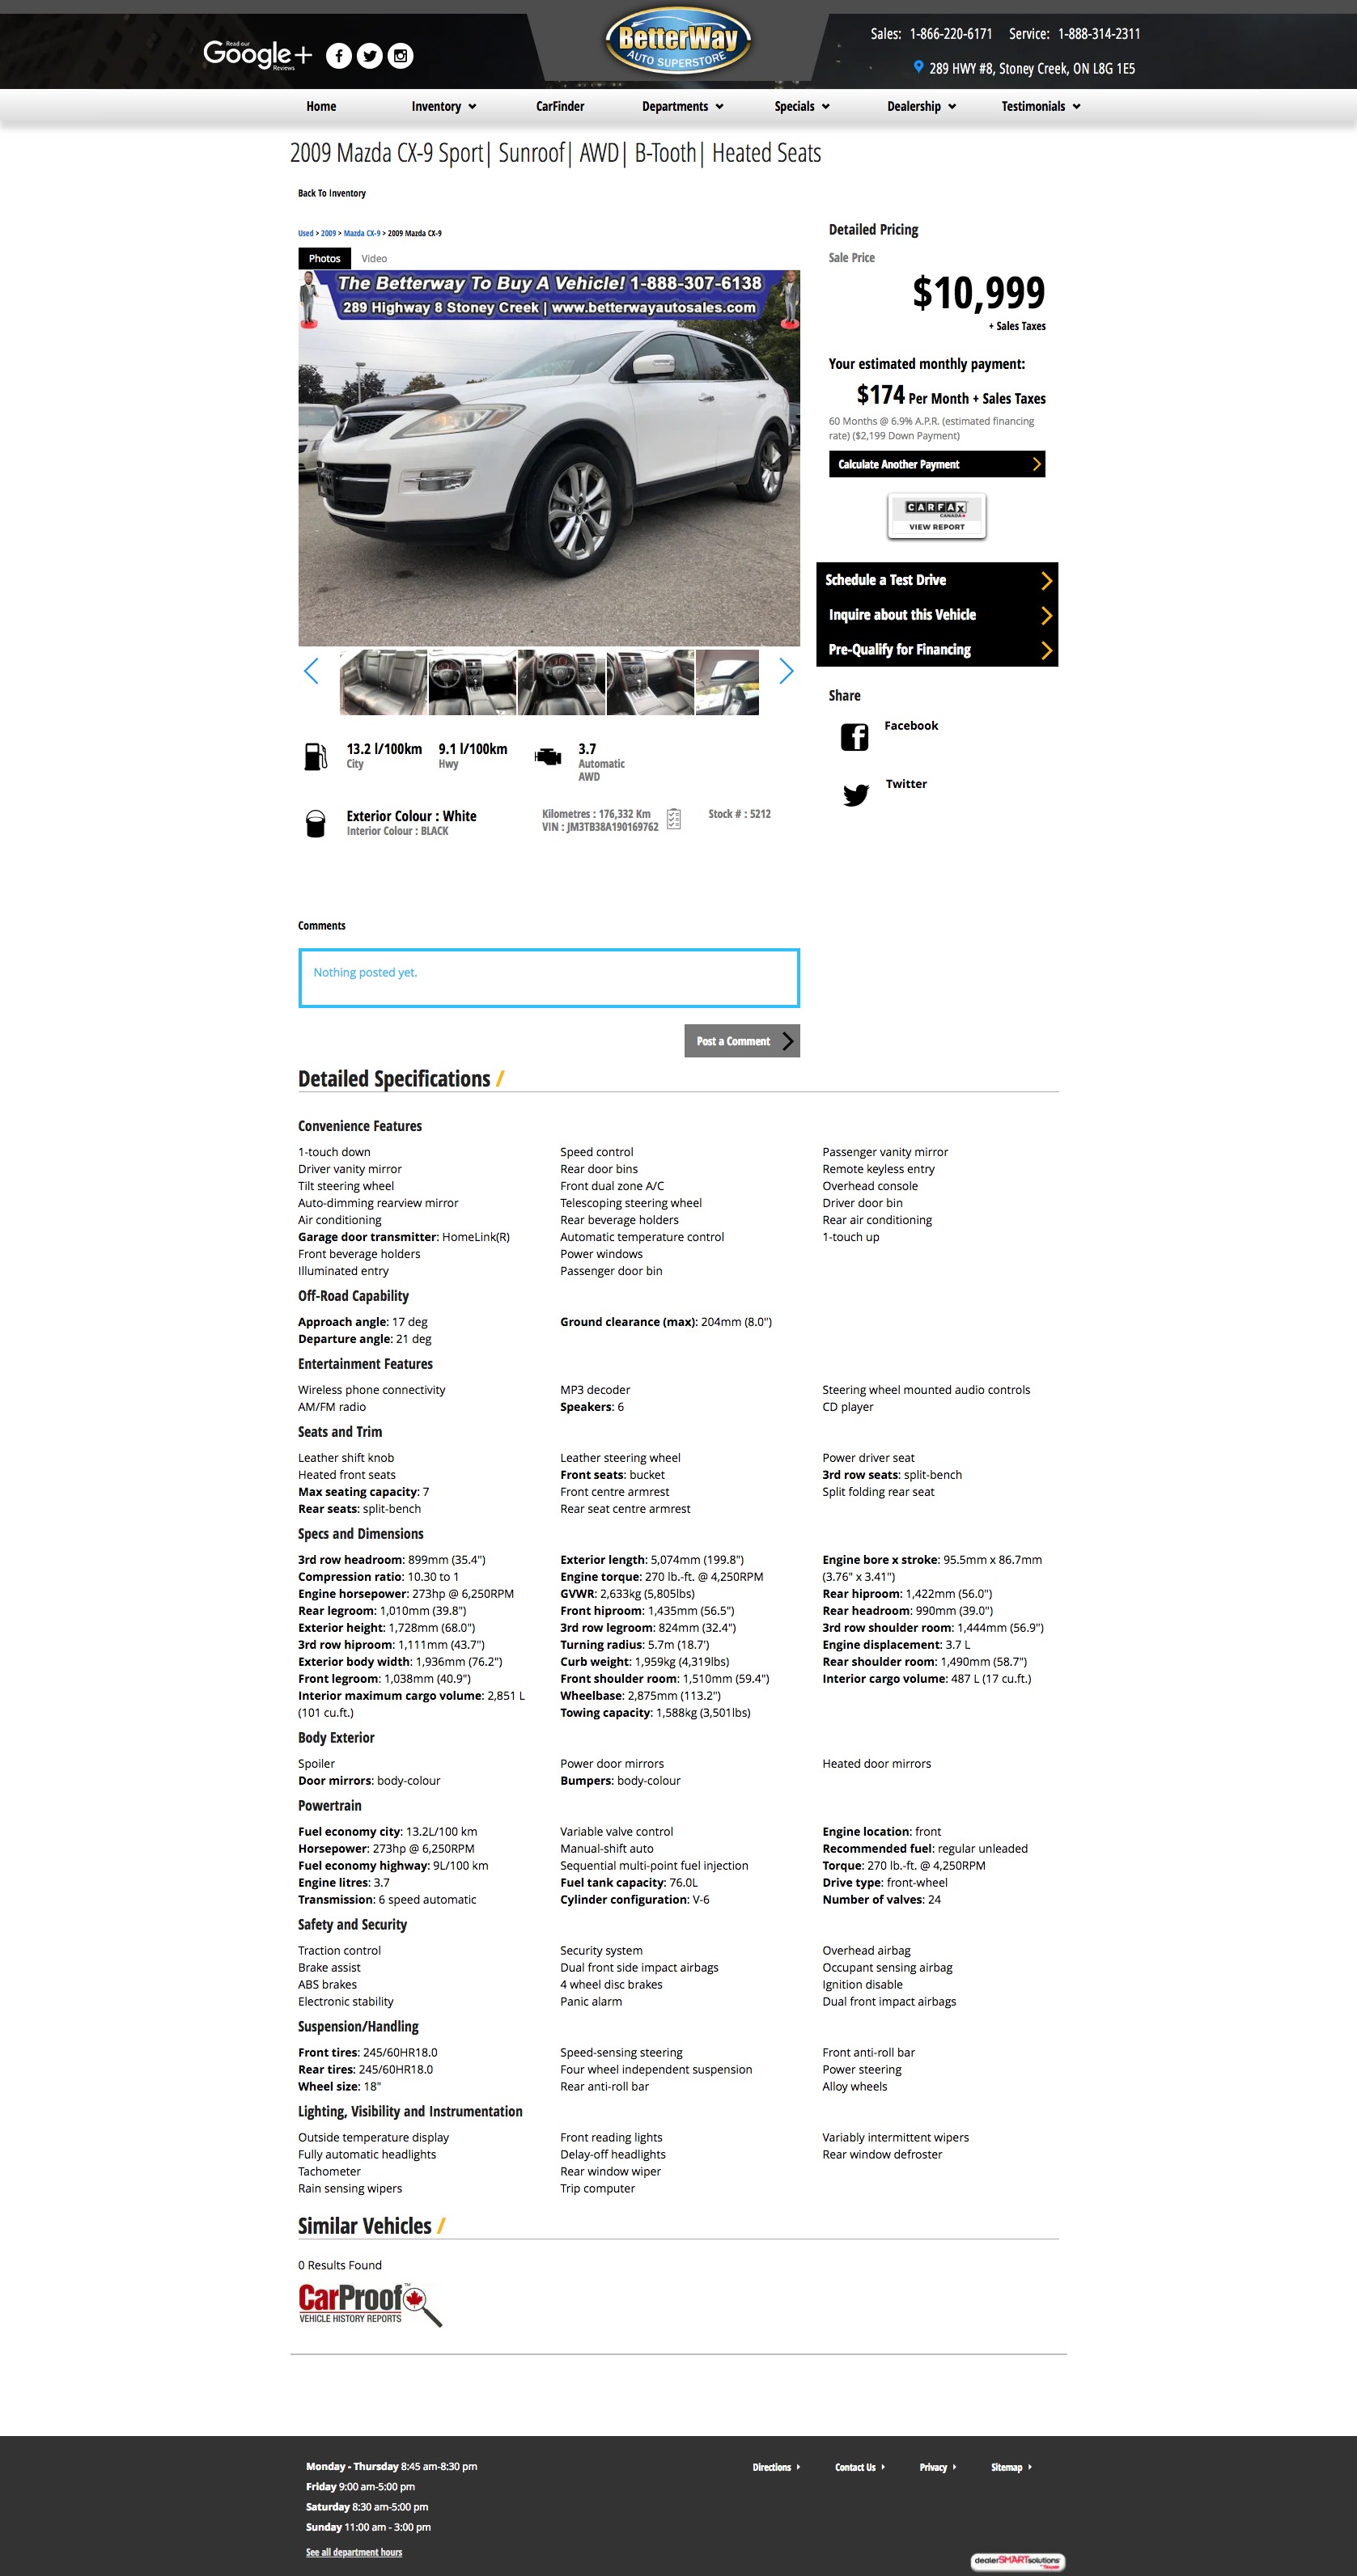 Read our
Google+
Reviews
BetterWay
AUTO SUPERSTORE
Sales: 1-866-220-6171 Service: 1-888-314-2311
289 HWY #8, Stoney Creek, ON L8G 1E5
Home Inventory CarFinder Departments Specials Dealership Testimonials
2009 Mazda CX-9 Sport| Sunroof| AWD| B-Tooth| Heated Seats
Back To Inventory
Used > 2009 > Mazda CX-9 > 2009 Mazda CX-9
Photos Video
The Betterway To Buy A Vehicle! 1-888-307-6138
289 Highway 8 Stoney Creek | www.betterwayautosales.com
Detailed Pricing
Sale Price
$10,999
+ Sales Taxes
Your estimated monthly payment:
$174 Per Month + Sales Taxes
60 Months @ 6.9% A.P.R. (estimated financing
rate) ($2,199 Down Payment)
Calculate Another Payment
CARFAX
CANADA
VIEW REPORT
Schedule a Test Drive
Inquire about this Vehicle
Pre-Qualify for Financing
Share
Facebook
Twitter
13.2 l/100km 9.1 l/100km 3.7
City Hwy Automatic
AWD
Exterior Colour : White
Interior Colour : BLACK
Kilometres : 176,332 Km
VIN : JM3TB38A190169762
Stock # : 5212
Comments
Nothing posted yet.
Post a Comment
Detailed Specifications /
Convenience Features
1-touch down Speed control Passenger vanity mirror
Driver vanity mirror Rear door bins Remote keyless entry
Tilt steering wheel Front dual zone A/C Overhead console
Auto-dimming rearview mirror Telescoping steering wheel Driver door bin
Air conditioning Rear beverage holders Rear air conditioning
Garage door transmitter: HomeLink(R) Automatic temperature control 1-touch up
Front beverage holders Power windows
Illuminated entry Passenger door bin
Off-Road Capability
Approach angle: 17 deg Ground clearance (max): 204mm (8.0")
Departure angle: 21 deg
Entertainment Features
Wireless phone connectivity MP3 decoder Steering wheel mounted audio controls
AM/FM radio Speakers: 6 CD player
Seats and Trim
Leather shift knob Leather steering wheel Power driver seat
Heated front seats Front seats: bucket 3rd row seats: split-bench
Max seating capacity: 7 Front centre armrest Split folding rear seat
Rear seats: split-bench Rear seat centre armrest
Specs and Dimensions
3rd row headroom: 899mm (35.4") Exterior length: 5,074mm (199.8") Engine bore x stroke: 95.5mm x 86.7mm
Compression ratio: 10.30 to 1 Engine torque: 270 lb.-ft. @ 4,250RPM (3.76" x 3.41")
Engine horsepower: 273hp @ 6,250RPM GVWR: 2,633kg (5,805lbs) Rear hiproom: 1,422mm (56.0")
Rear legroom: 1,010mm (39.8") Front hiproom: 1,435mm (56.5") Rear headroom: 990mm (39.0")
Exterior height: 1,728mm (68.0") 3rd row legroom: 824mm (32.4") 3rd row shoulder room: 1,444mm (56.9")
3rd row hiproom: 1,111mm (43.7") Turning radius: 5.7m (18.7') Engine displacement: 3.7 L
Exterior body width: 1,936mm (76.2") Curb weight: 1,959kg (4,319lbs) Rear shoulder room: 1,490mm (58.7")
Front legroom: 1,038mm (40.9") Front shoulder room: 1,510mm (59.4") Interior cargo volume: 487 L (17 cu.ft.)
Interior maximum cargo volume: 2,851 L Wheelbase: 2,875mm (113.2")
(101 cu.ft.) Towing capacity: 1,588kg (3,501lbs)
Body Exterior
Spoiler Power door mirrors Heated door mirrors
Door mirrors: body-colour Bumpers: body-colour
Powertrain
Fuel economy city: 13.2L/100 km Variable valve control Engine location: front
Horsepower: 273hp @ 6,250RPM Manual-shift auto Recommended fuel: regular unleaded
Fuel economy highway: 9L/100 km Sequential multi-point fuel injection Torque: 270 lb.-ft. @ 4,250RPM
Engine litres: 3.7 Fuel tank capacity: 76.0L Drive type: front-wheel
Transmission: 6 speed automatic Cylinder configuration: V-6 Number of valves: 24
Safety and Security
Traction control Security system Overhead airbag
Brake assist Dual front side impact airbags Occupant sensing airbag
ABS brakes 4 wheel disc brakes Ignition disable
Electronic stability Panic alarm Dual front impact airbags
Suspension/Handling
Front tires: 245/60HR18.0 Speed-sensing steering Front anti-roll bar
Rear tires: 245/60HR18.0 Four wheel independent suspension Power steering
Wheel size: 18" Rear anti-roll bar Alloy wheels
Lighting, Visibility and Instrumentation
Outside temperature display Front reading lights Variably intermittent wipers
Fully automatic headlights Delay-off headlights Rear window defroster
Tachometer Rear window wiper
Rain sensing wipers Trip computer
Similar Vehicles /
0 Results Found
CarProof™
VEHICLE HISTORY REPORTS
Monday - Thursday 8:45 am-8:30 pm
Friday 9:00 am-5:00 pm
Saturday 8:30 am-5:00 pm
Sunday 11:00 am - 3:00 pm
See all department hours
Directions Contact Us Privacy Sitemap
dealerSMARTsolutions